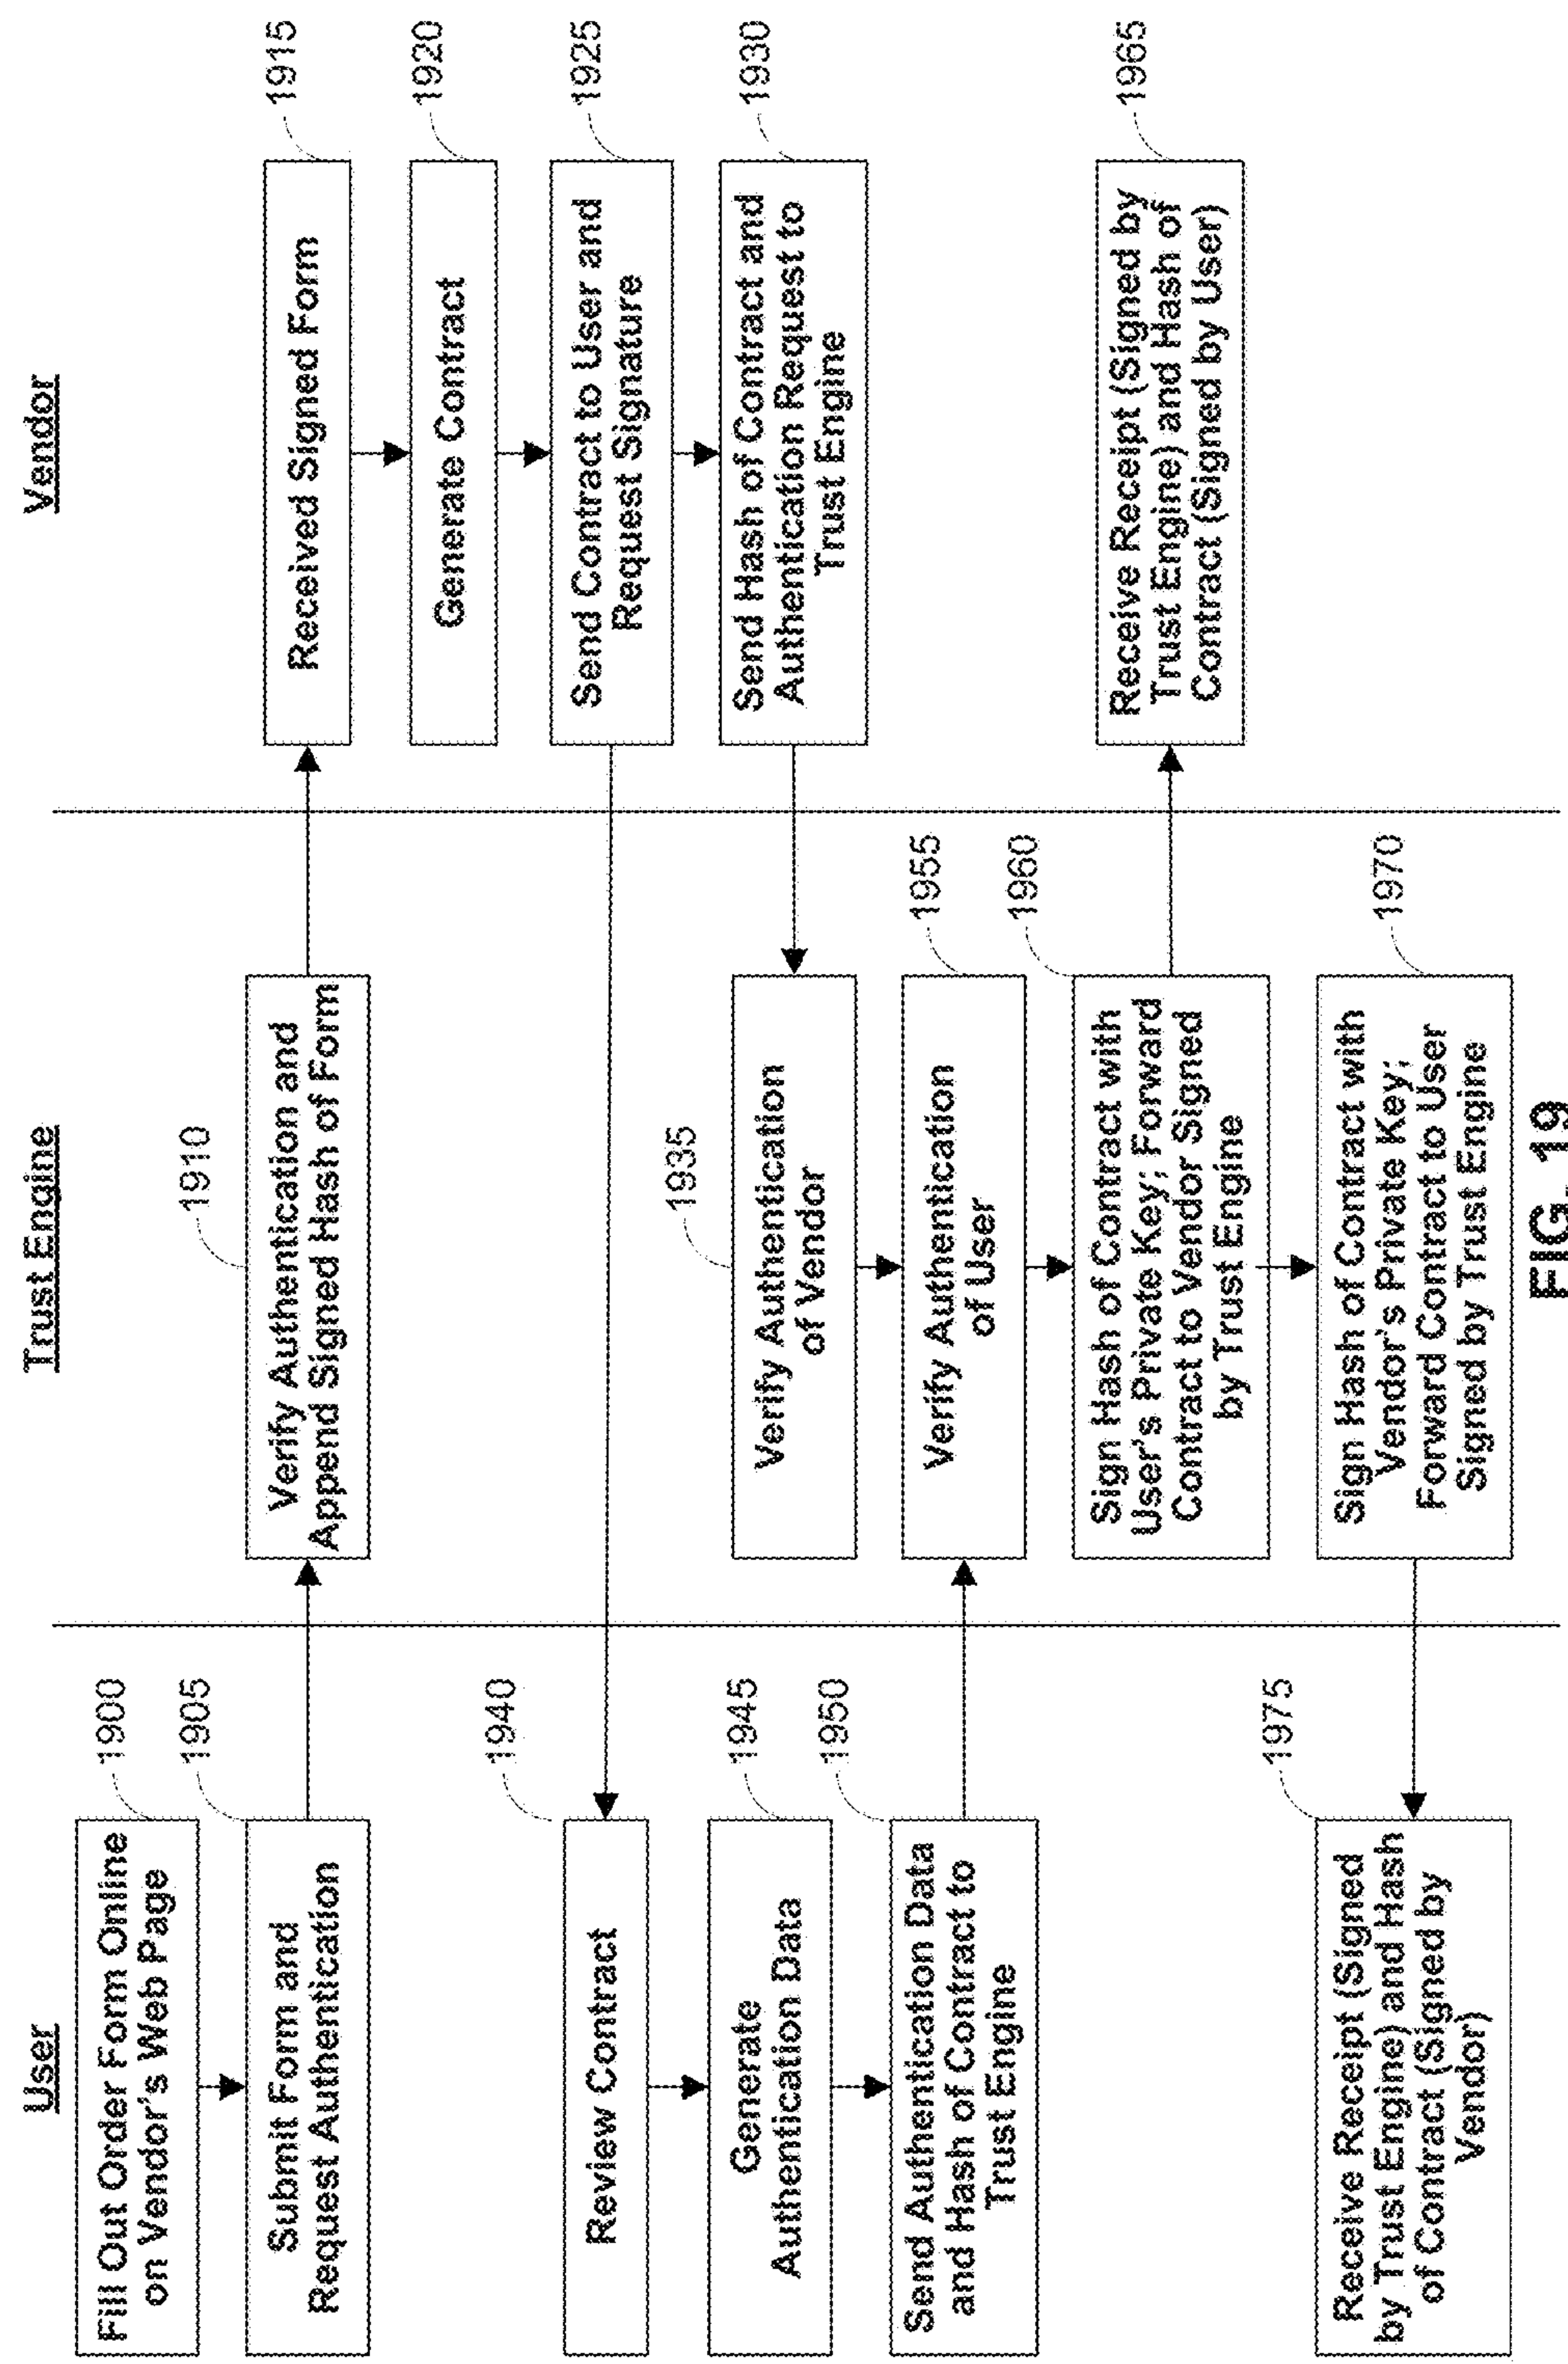 User
Trust Engine
Vendor
1900
Fill Out Order Form Online
on Vendor's Web Page
1905
Submit Form and
Request Authentication
1910
Verify Authentication and
Append Signed Hash of Form
1915
Received Signed Form
1920
Generate Contract
1925
Send Contract to User and
Request Signature
1930
Send Hash of Contract and
Authentication Request to
Trust Engine
1935
Verify Authentication
of Vendor
1940
Review Contract
1945
Generate
Authentication Data
1950
Send Authentication Data
and Hash of Contract to
Trust Engine
1955
Verify Authentication
of User
1960
Sign Hash of Contract with
User's Private Key; Forward
Contract to Vendor Signed
by Trust Engine
1965
Receive Receipt (Signed by
Trust Engine) and Hash of
Contract (Signed by User)
1970
Sign Hash of Contract with
Vendor's Private Key;
Forward Contract to User
Signed by Trust Engine
1975
Receive Receipt (Signed
by Trust Engine) and Hash
of Contract (Signed by
Vendor)
FIG. 19